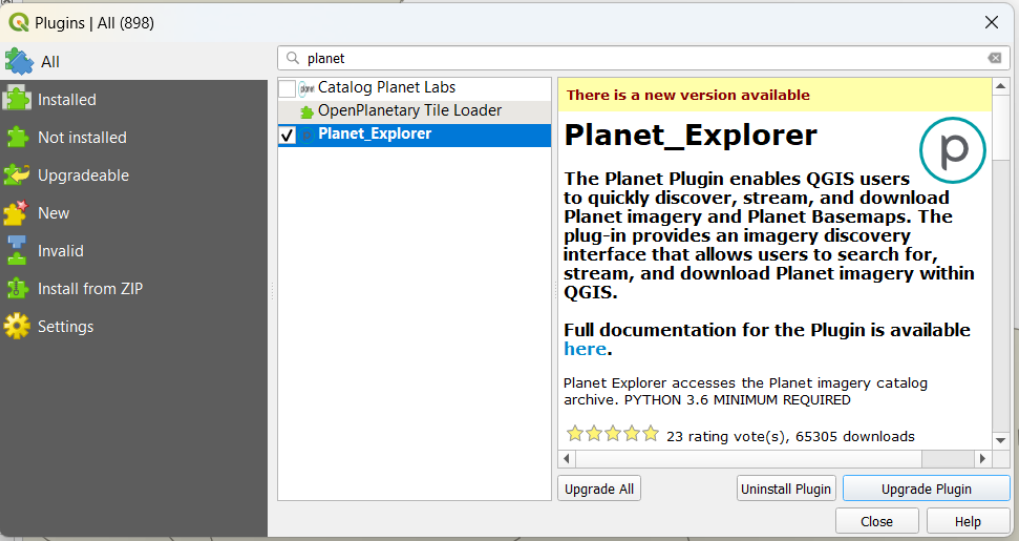 Plugins | All (898)
planet
All
Installed
Not installed
Upgradeable
New
Invalid
Install from ZIP
Settings
Catalog Planet Labs
OpenPlanetary Tile Loader
Planet_Explorer
There is a new version available
Planet_Explorer
p
The Planet Plugin enables QGIS users
to quickly discover, stream, and download
Planet imagery and Planet Basemaps. The
plug-in provides an imagery discovery
interface that allows users to search for,
stream, and download Planet imagery within
QGIS.
Full documentation for the Plugin is available
here.
Planet Explorer accesses the Planet imagery catalog
archive. PYTHON 3.6 MINIMUM REQUIRED
23 rating vote(s), 65305 downloads
Upgrade All
Uninstall Plugin
Upgrade Plugin
Close
Help